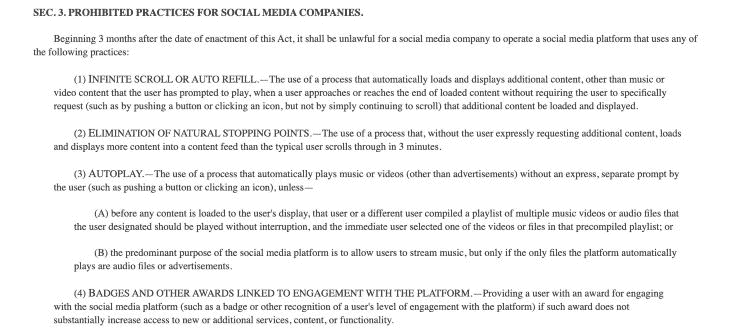 SEC. 3. PROHIBITED PRACTICES FOR SOCIAL MEDIA COMPANIES.
Beginning 3 months after the date of enactment of this Act, it shall be unlawful for a social media company to operate a social media platform that uses any of
the following practices:
(1) INFINITE SCROLL OR AUTO REFILL.—The use of a process that automatically loads and displays additional content, other than music or
video content that the user has prompted to play, when a user approaches or reaches the end of loaded content without requiring the user to specifically
request (such as by pushing a button or clicking an icon, but not by simply continuing to scroll) that additional content be loaded and displayed.
(2) ELIMINATION OF NATURAL STOPPING POINTS.—The use of a process that, without the user expressly requesting additional content, loads
and displays more content into a content feed than the typical user scrolls through in 3 minutes.
(3) AUTOPLAY.—The use of a process that automatically plays music or videos (other than advertisements) without an express, separate prompt by
the user (such as pushing a button or clicking an icon), unless—
(A) before any content is loaded to the user's display, that user or a different user compiled a playlist of multiple music videos or audio files that
the user designated should be played without interruption, and the immediate user selected one of the videos or files in that precompiled playlist; or
(B) the predominant purpose of the social media platform is to allow users to stream music, but only if the only files the platform automatically
plays are audio files or advertisements.
(4) BADGES AND OTHER AWARDS LINKED TO ENGAGEMENT WITH THE PLATFORM.—Providing a user with an award for engaging
with the social media platform (such as a badge or other recognition of a user's level of engagement with the platform) if such award does not
substantially increase access to new or additional services, content, or functionality.